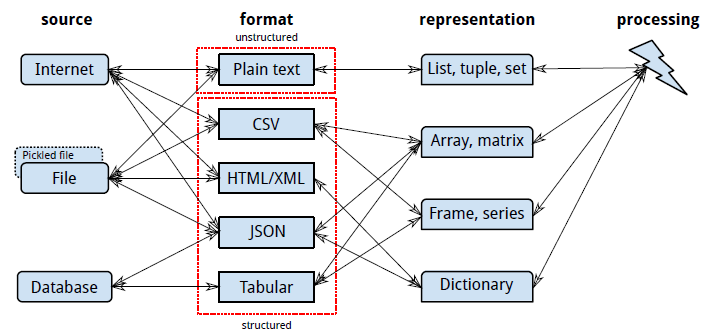 source
format
representation
processing
unstructured
Internet
Plain text
List, tuple, set
CSV
Array, matrix
Pickled file
File
HTML/XML
Frame, series
JSON
Database
Tabular
Dictionary
structured